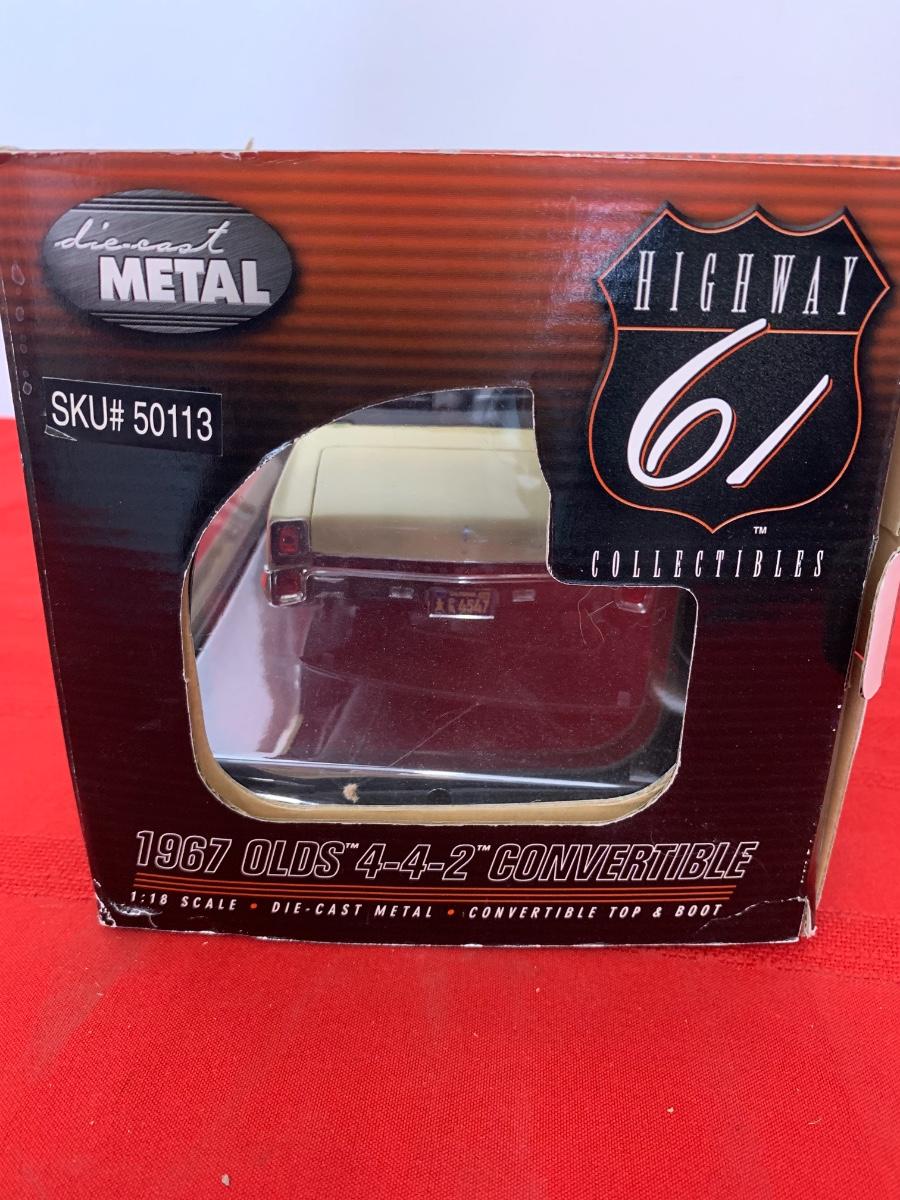 die-cast
METAL
HIGHWAY
61
™
COLLECTIBLES
SKU# 50113
1967 OLDS™ 4-4-2™ CONVERTIBLE
1:18 SCALE • DIE-CAST METAL • CONVERTIBLE TOP & BOOT